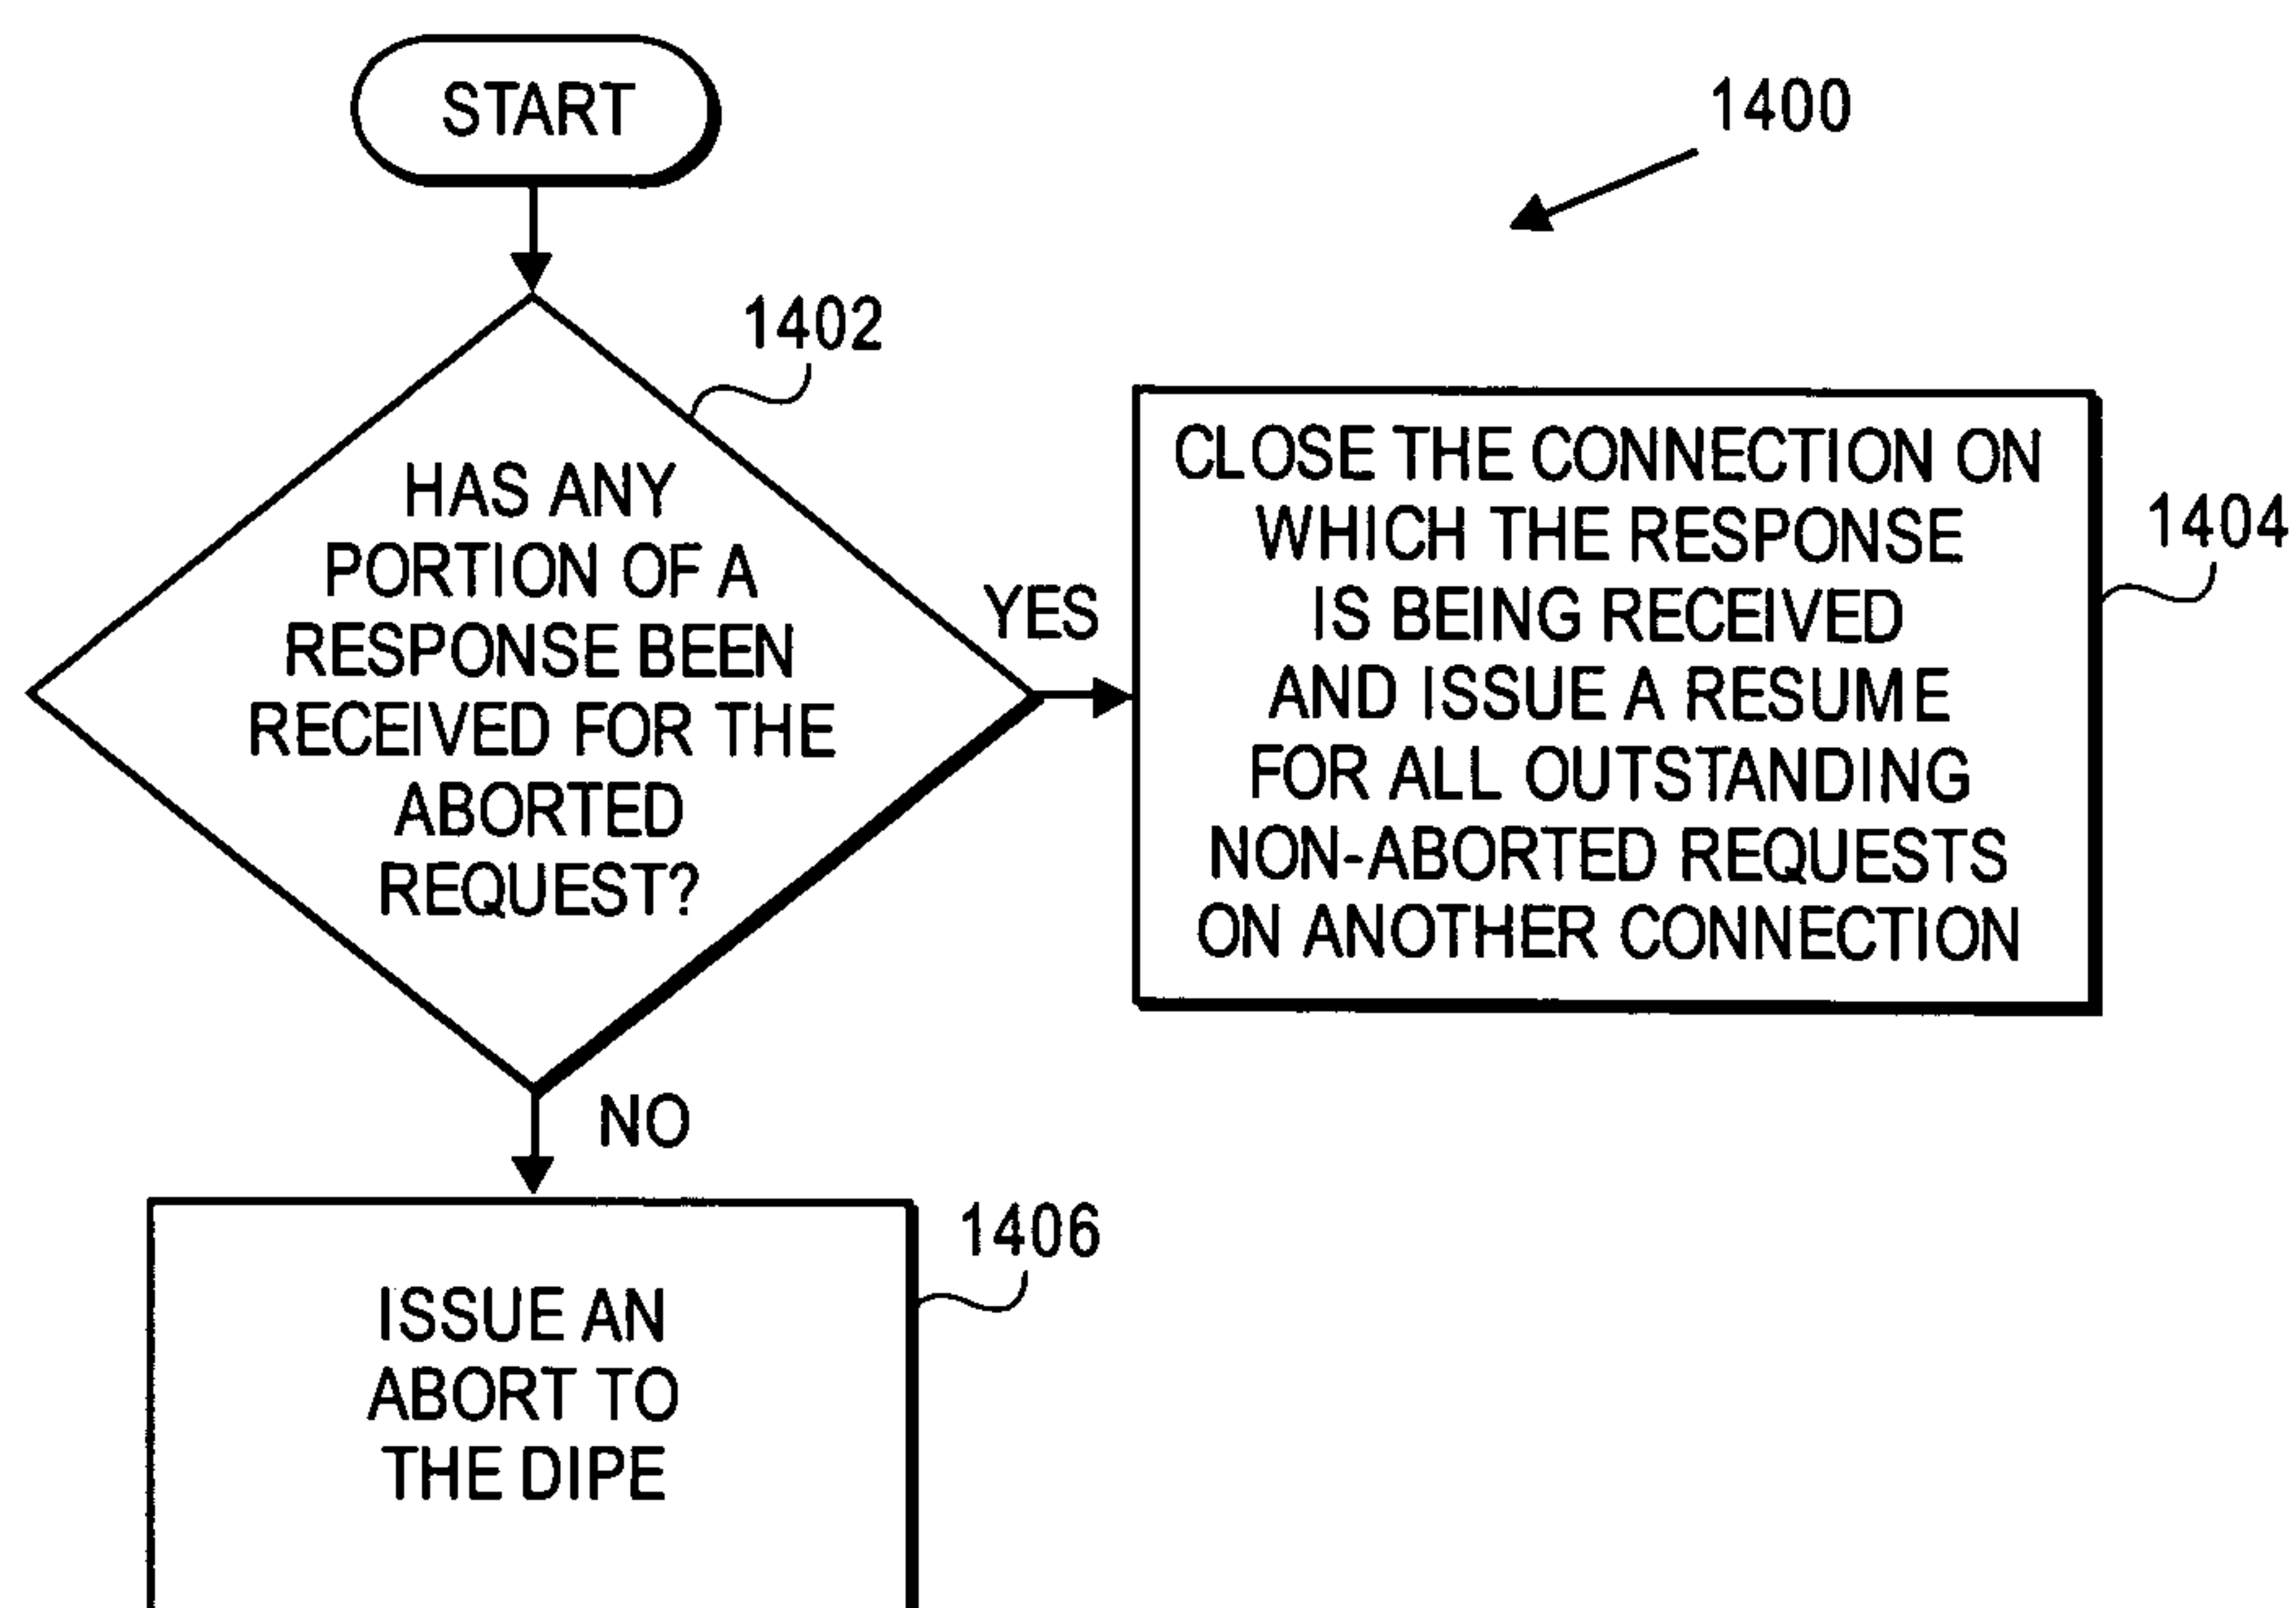 START
1400
1402
HAS ANY
PORTION OF A
RESPONSE BEEN
RECEIVED FOR THE
ABORTED
REQUEST?
YES
CLOSE THE CONNECTION ON
WHICH THE RESPONSE
IS BEING RECEIVED
AND ISSUE A RESUME
FOR ALL OUTSTANDING
NON-ABORTED REQUESTS
ON ANOTHER CONNECTION
1404
NO
1406
ISSUE AN
ABORT TO
THE DIPE